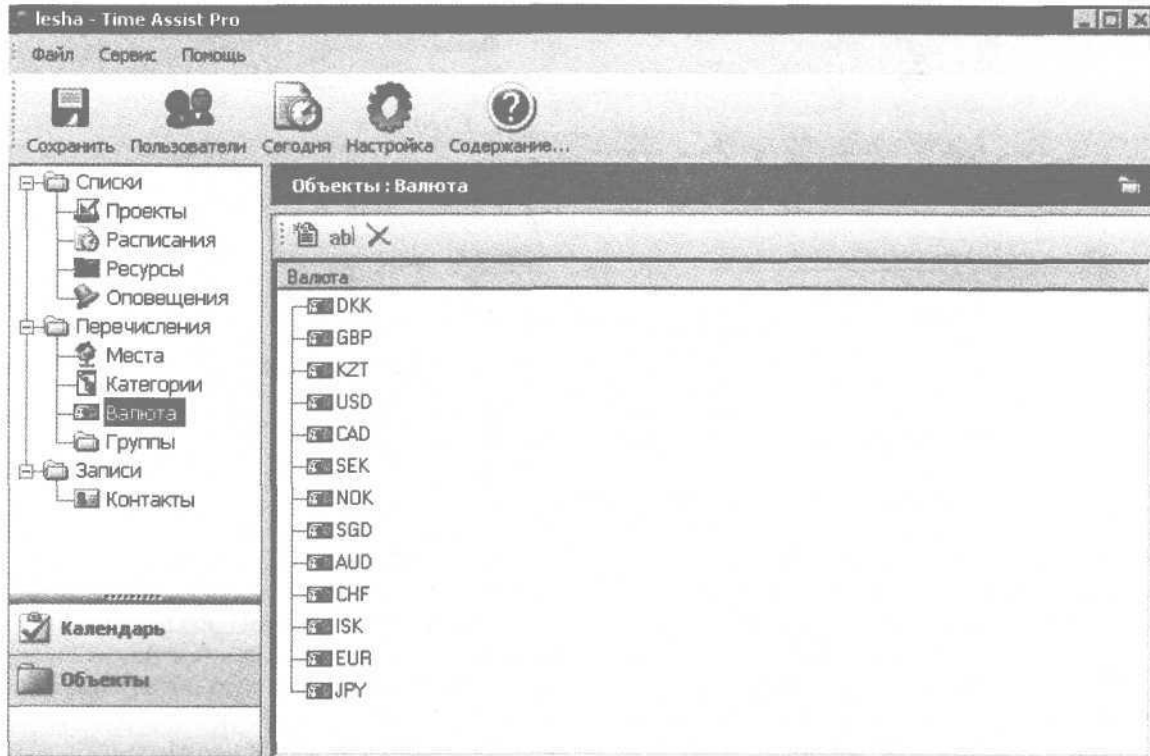 lesha - Time Assist Pro
Файл Сервис Помощь
Сохранить Пользователи Сегодня Настройка Содержание...
Списки
Проекты
Расписания
Ресурсы
Оповещения
Перечисления
Места
Категории
Валюта
Группы
Записи
Контакты
Календарь
Объекты
Объекты : Валюта
abl
Валюта
DKK
GBP
KZT
USD
CAD
SEK
NOK
SGD
AUD
CHF
ISK
EUR
JPY